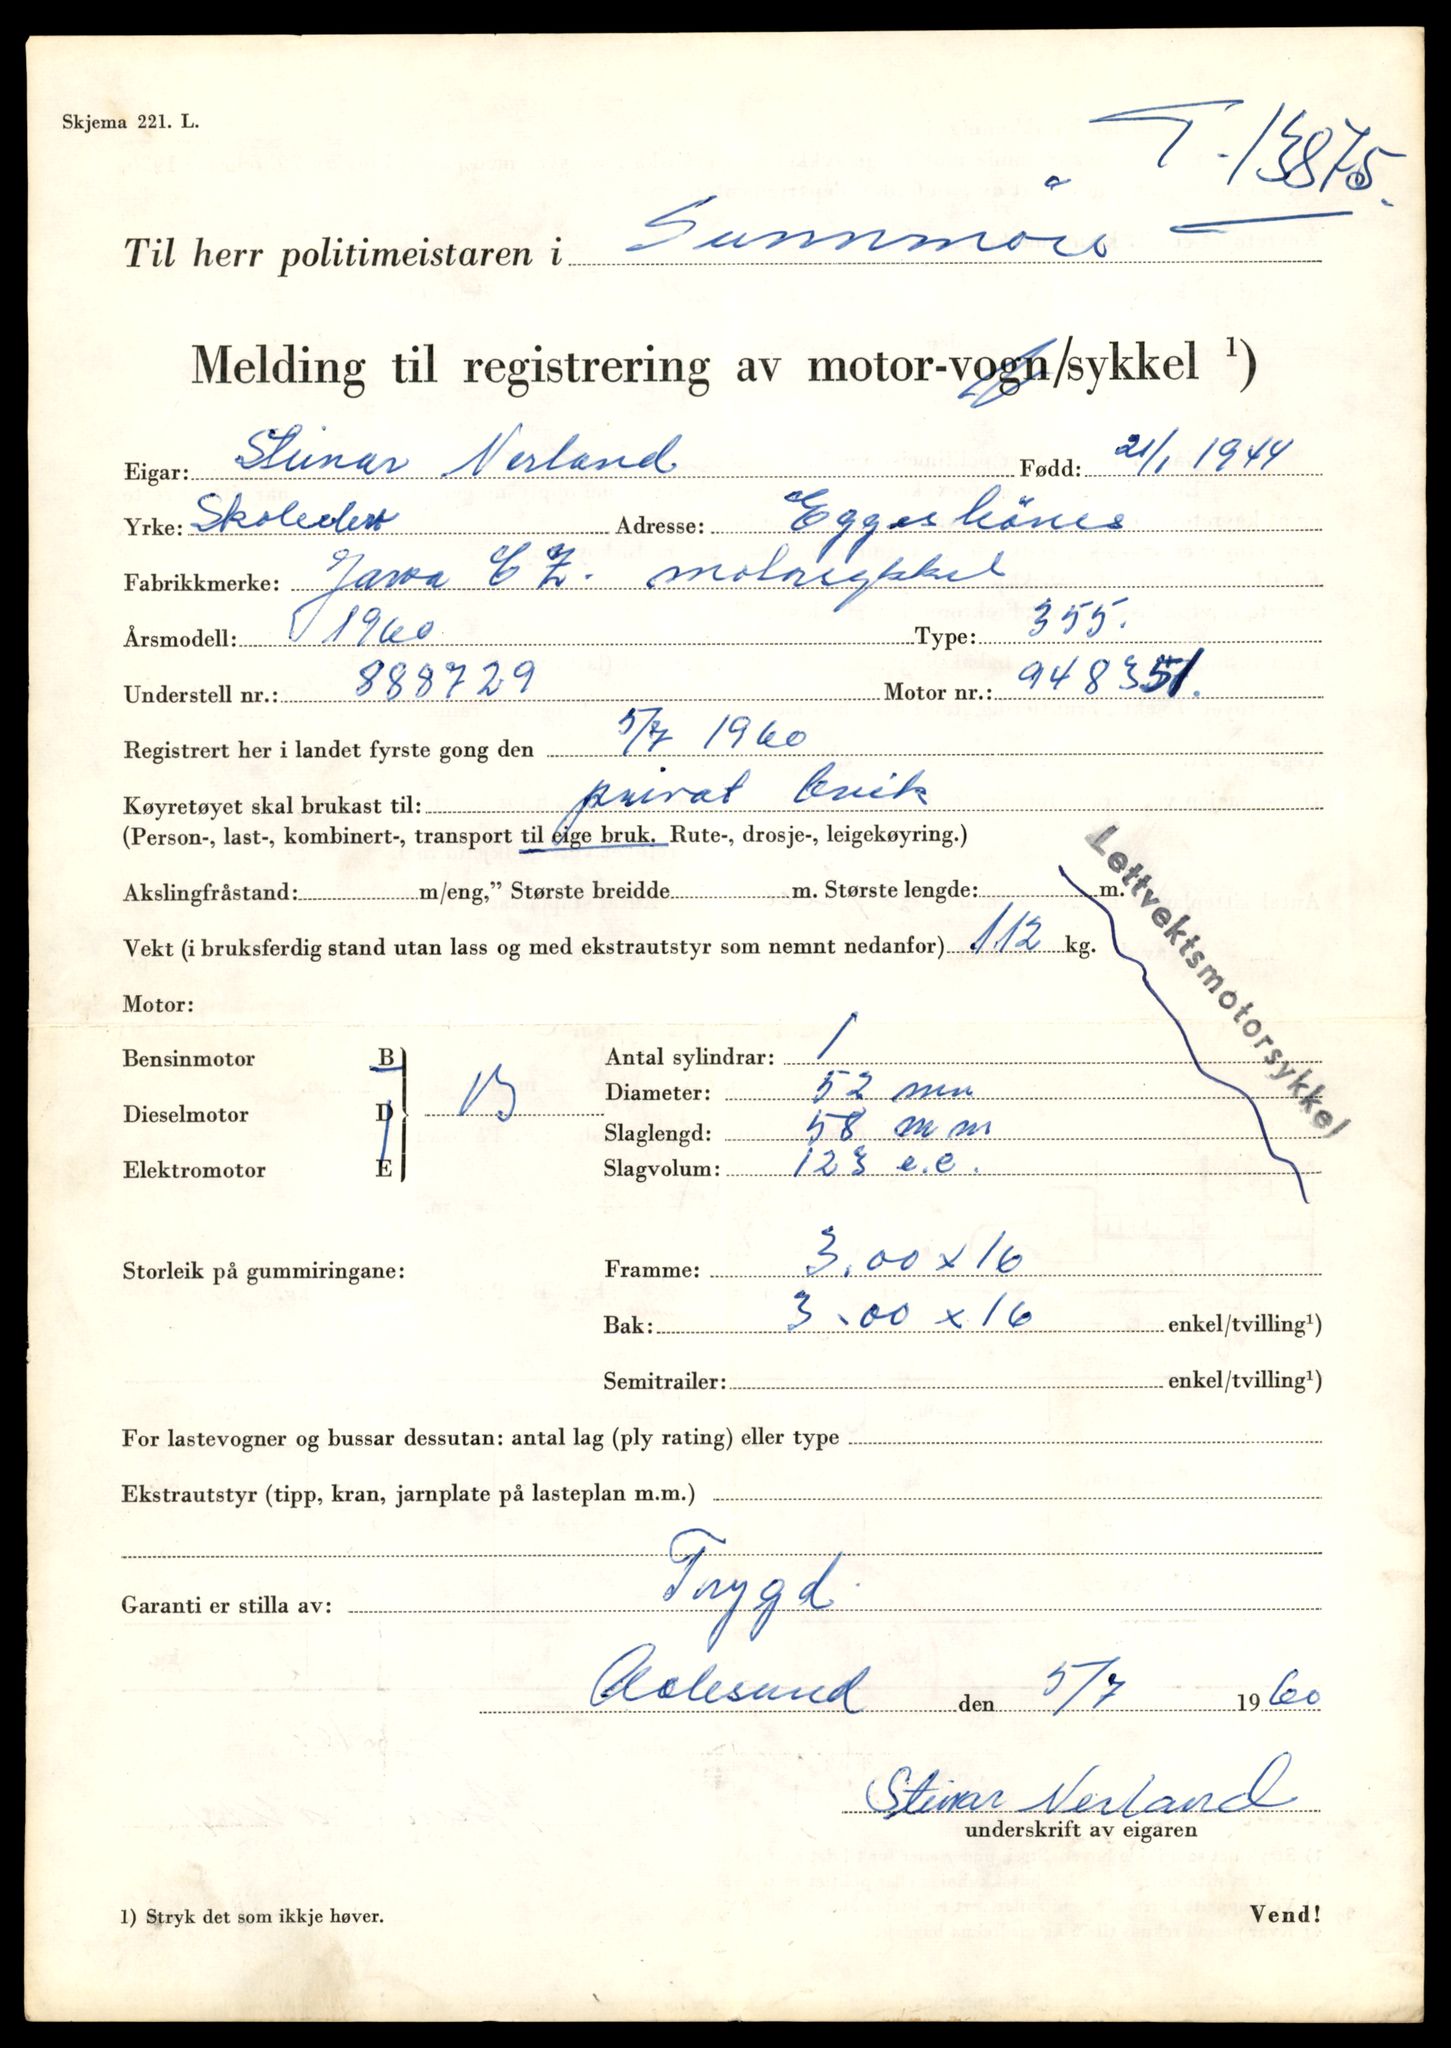 Skjema 221. L.
T.-13875.
Til herr politimeistaren i Sunnmöre
Melding til registrering av motor-vogn/sykkel ¹)
Eigar: Steinar Nerland Fødd: 21/1 1944
Yrke: Skoleelev Adresse: Eggesbönes
Fabrikkmerke: Jawa C Z. motorsykkel
Årsmodell: 1960 Type: 355.
Understell nr.: 888729 Motor nr.: 948351.
Registrert her i landet fyrste gong den 5/7 1960
Køyretøyet skal brukast til: privat bruk
(Person-, last-, kombinert-, transport til eige bruk. Rute-, drosje-, leigekøyring.)
Akslingfråstand: m/eng,” Største breidde m. Største lengde: m.
Lettvektsmotorsykkel
Vekt (i bruksferdig stand utan lass og med ekstrautstyr som nemnt nedanfor) 112 kg.
Motor:
Bensinmotor B Antal sylindrar: 1
B Diameter: 52 mm
Dieselmotor D Slaglengd: 58 mm
Elektromotor E Slagvolum: 123 c.c.
Storleik på gummiringane: Framme: 3.00 x 16
Bak: 3.00 x 16 enkel/tvilling¹)
Semitrailer: enkel/tvilling¹)
For lastevogner og bussar dessutan: antal lag (ply rating) eller type
Ekstrautstyr (tipp, kran, jarnplate på lasteplan m.m.)
Garanti er stilla av: Trygd
Aalesund den 5/7 1960
Steinar Nerland
underskrift av eigaren
1) Stryk det som ikkje høver. Vend!